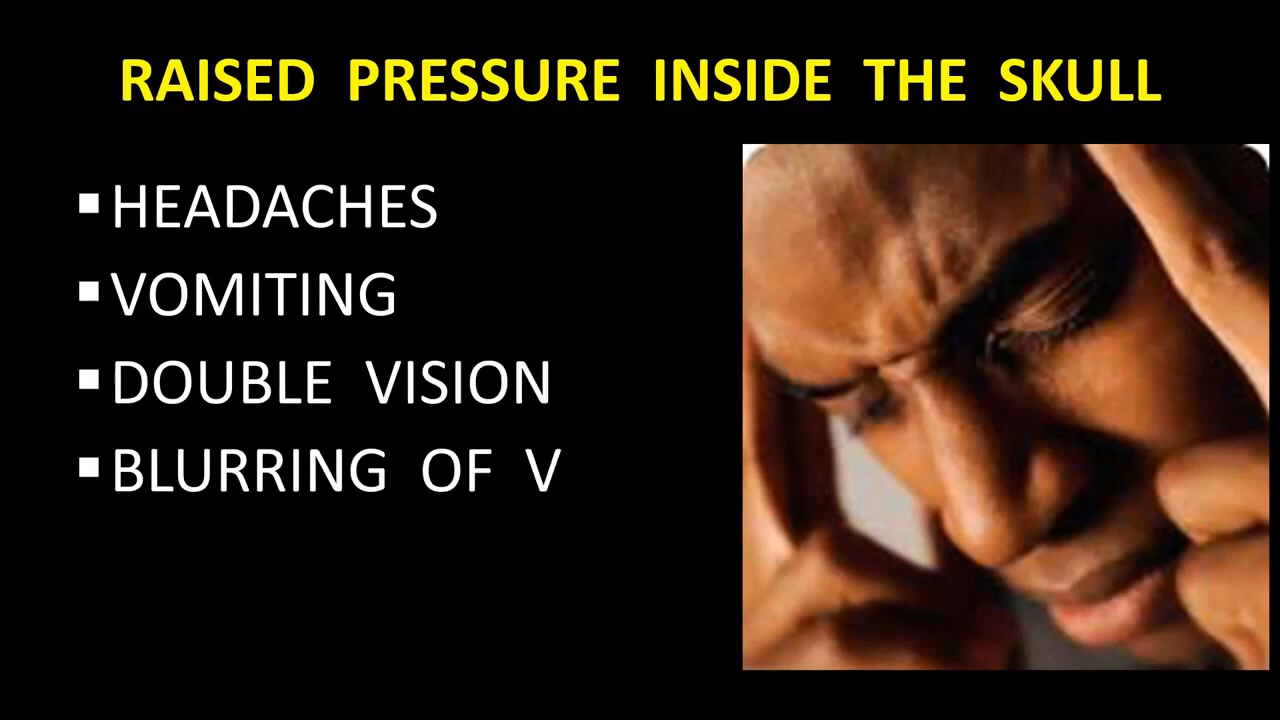 RAISED PRESSURE INSIDE THE SKULL
▪HEADACHES
▪VOMITING
▪DOUBLE VISION
▪BLURRING OF V